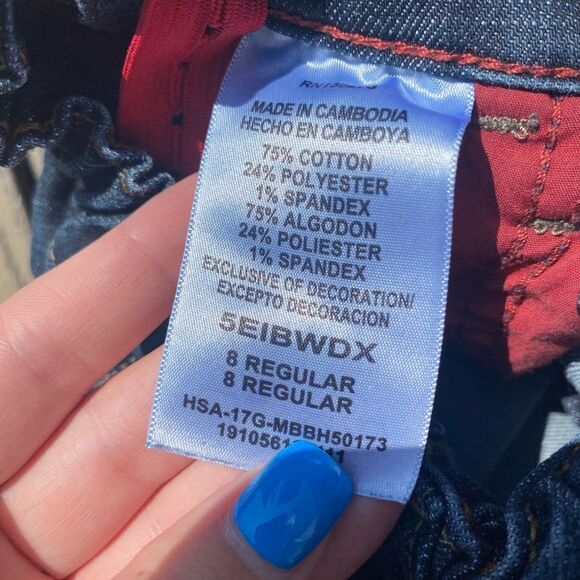 MADE IN CAMBODIA
HECHO EN CAMBOYA
75% COTTON
24% POLYESTER
1% SPANDEX
75% ALGODON
24% POLIESTER
1% SPANDEX
EXCLUSIVE OF DECORATION/
EXCEPTO DECORACION
5EIBWDX
8 REGULAR
8 REGULAR
HSA-17G-MBBH50173